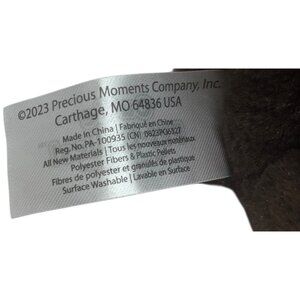 ©2023 Precious Moments Company, Inc.
Carthage, MO 64836 USA
Made in China | Fabriqué en Chine
Reg. No. PA-100935 (CN) 0823PC6327
All New Materials | Tous les nouveaux matériaux
Polyester Fibers & Plastic Pellets
Fibres de polyester et granulés de plastique
Surface Washable | Lavable en Surface